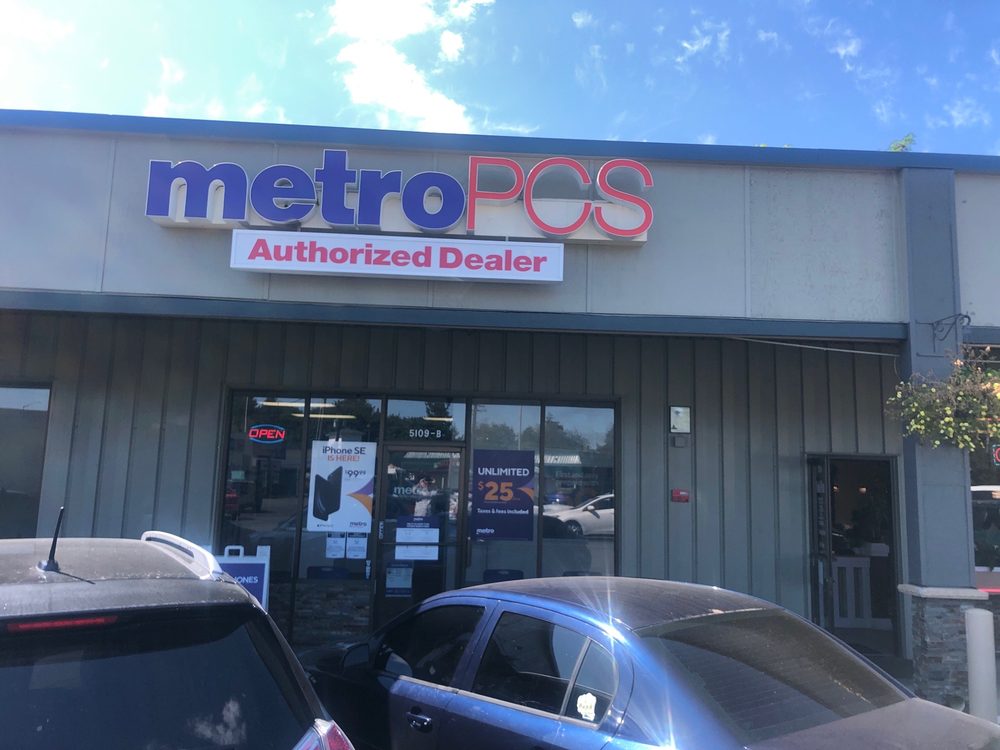 metroPCS
Authorized Dealer
OPEN
5109-B
iPhone SE
IS HERE!
$99.99
metro
UNLIMITED
$25
Taxes & fees included
metro